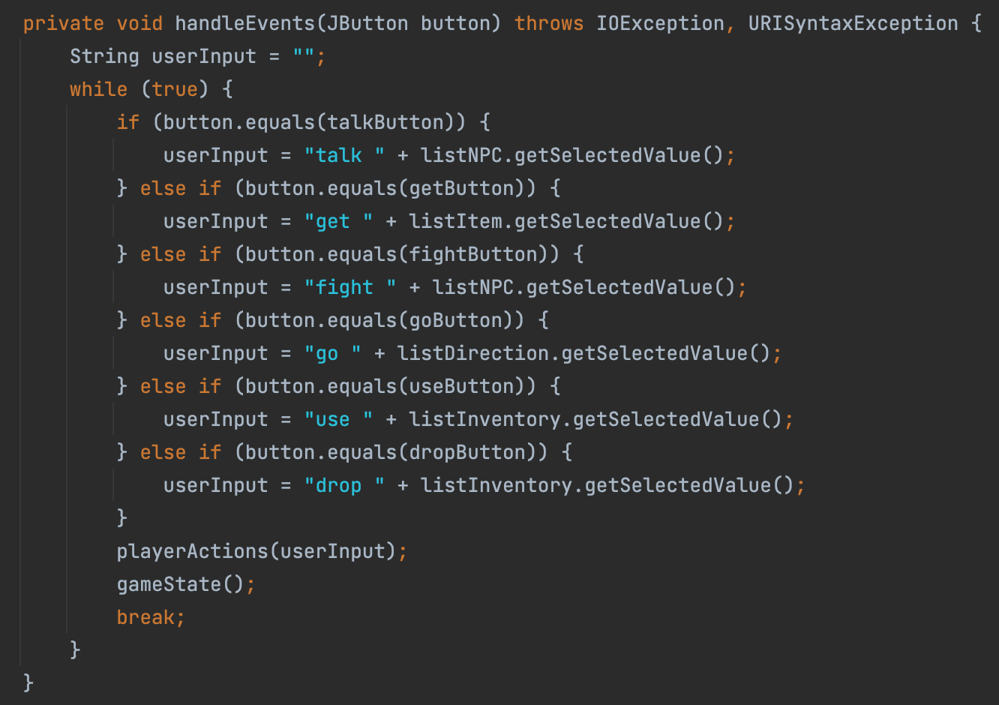 private void handleEvents(JButton button) throws IOException, URISyntaxException {
    String userInput = "";
    while (true) {
        if (button.equals(talkButton)) {
            userInput = "talk " + listNPC.getSelectedValue();
        } else if (button.equals(getButton)) {
            userInput = "get " + listItem.getSelectedValue();
        } else if (button.equals(fightButton)) {
            userInput = "fight " + listNPC.getSelectedValue();
        } else if (button.equals(goButton)) {
            userInput = "go " + listDirection.getSelectedValue();
        } else if (button.equals(useButton)) {
            userInput = "use " + listInventory.getSelectedValue();
        } else if (button.equals(dropButton)) {
            userInput = "drop " + listInventory.getSelectedValue();
        }
        playerActions(userInput);
        gameState();
        break;
    }
}